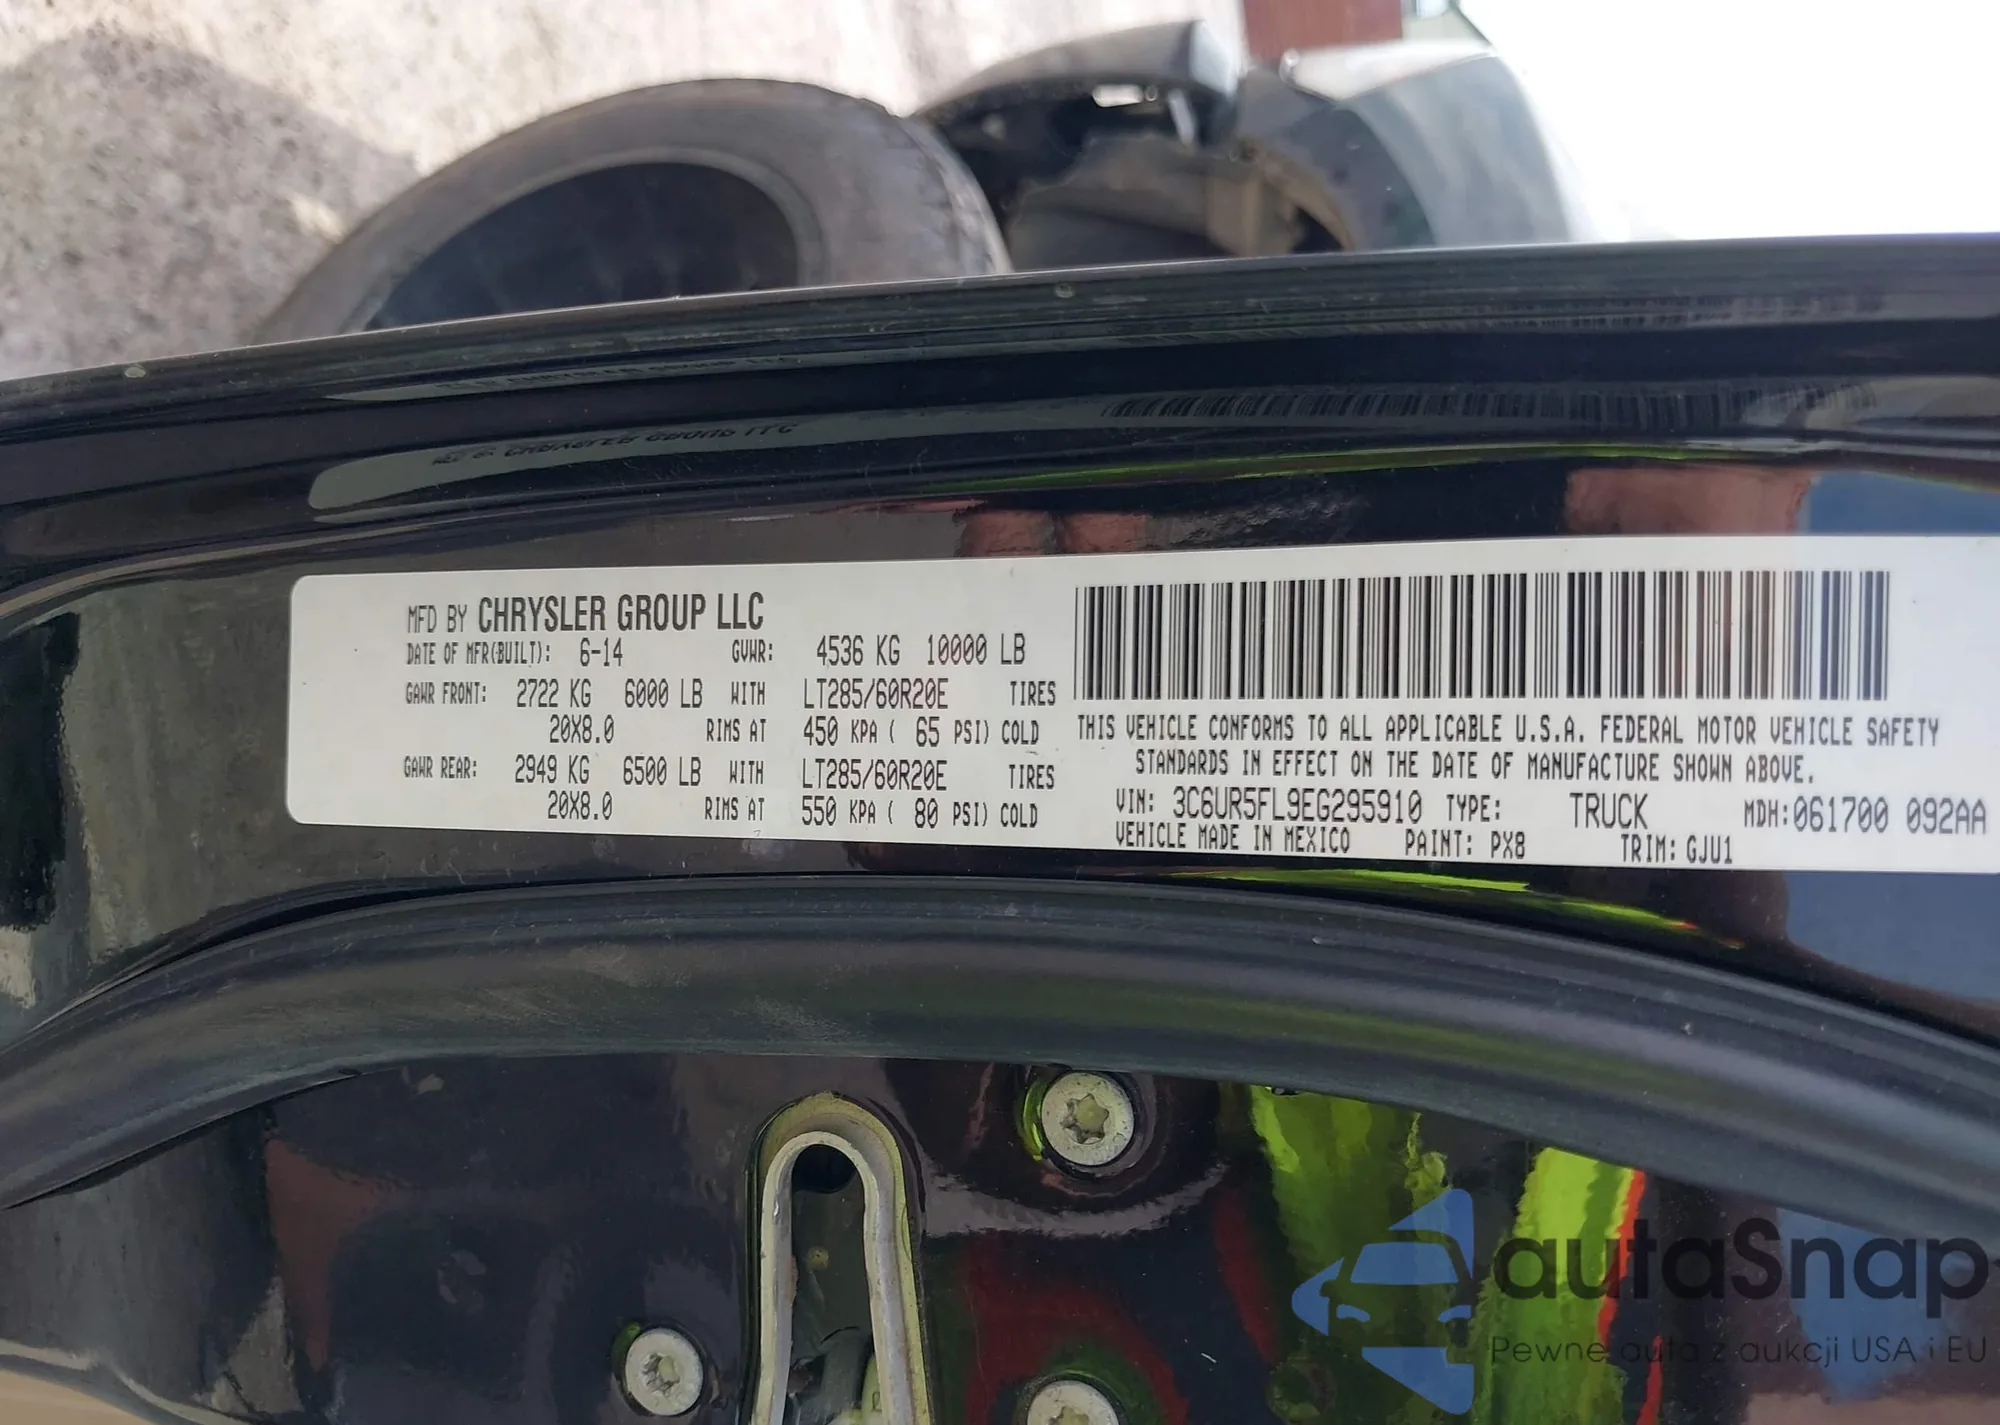 MFD BY CHRYSLER GROUP LLC
DATE OF MFR(BUILT): 6-14 GVWR: 4536 KG 10000 LB
GAWR FRONT: 2722 KG 6000 LB WITH LT285/60R20E TIRES
20X8.0 RIMS AT 450 KPA ( 65 PSI) COLD
GAWR REAR: 2949 KG 6500 LB WITH LT285/60R20E TIRES
20X8.0 RIMS AT 550 KPA ( 80 PSI) COLD
THIS VEHICLE CONFORMS TO ALL APPLICABLE U.S.A. FEDERAL MOTOR VEHICLE SAFETY
STANDARDS IN EFFECT ON THE DATE OF MANUFACTURE SHOWN ABOVE.
VIN: 3C6UR5FL9EG295910 TYPE: TRUCK MDH:061700 092AA
VEHICLE MADE IN MEXICO PAINT: PX8 TRIM: GJU1
autaSnap
Pewne auta z aukcji USA i EU